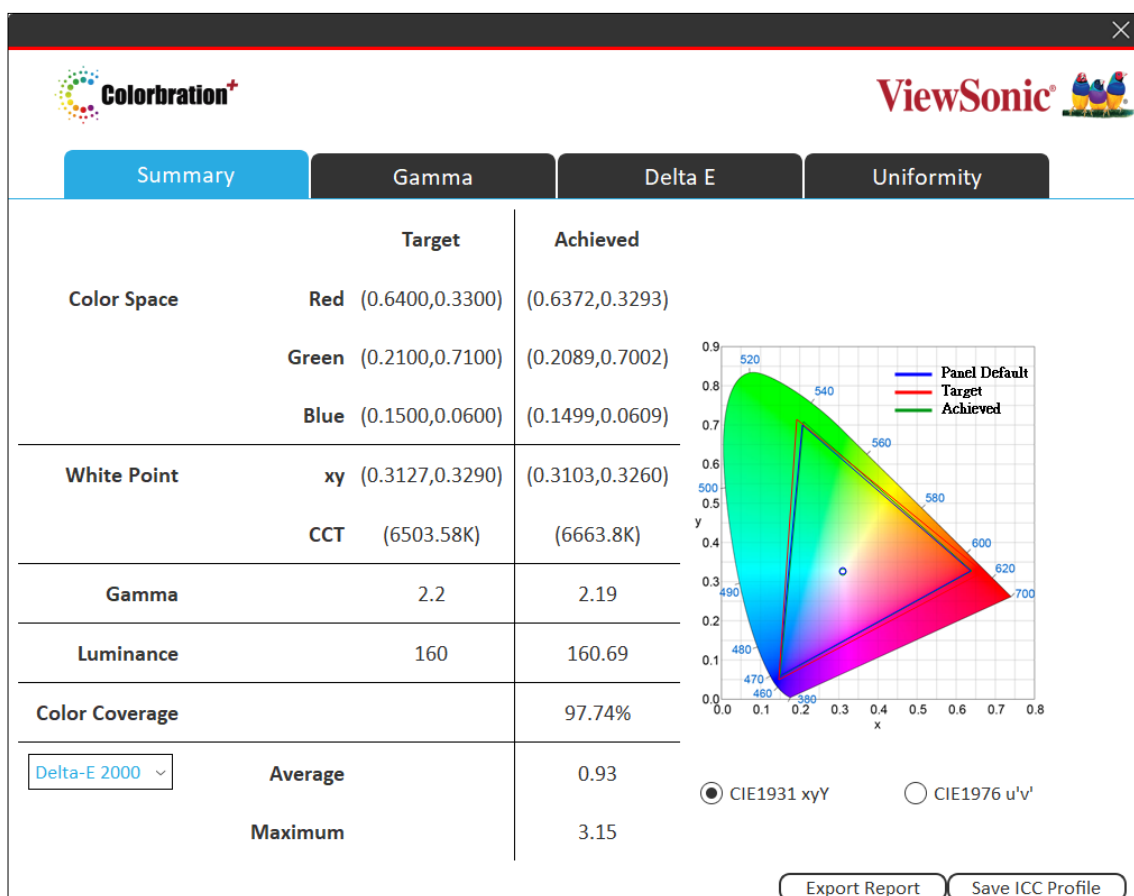 Colorbration+
ViewSonic®
Summary Gamma Delta E Uniformity
Target Achieved
Color Space Red (0.6400,0.3300) (0.6372,0.3293)
Green (0.2100,0.7100) (0.2089,0.7002)
Blue (0.1500,0.0600) (0.1499,0.0609)
White Point xy (0.3127,0.3290) (0.3103,0.3260)
CCT (6503.58K) (6663.8K)
Gamma 2.2 2.19
Luminance 160 160.69
Color Coverage 97.74%
Delta-E 2000 Average 0.93
Maximum 3.15
0.9
0.8
0.7
0.6
0.5
0.4
0.3
0.2
0.1
0.0
y
0.0 0.1 0.2 0.3 0.4 0.5 0.6 0.7 0.8
x
520
540
560
500
580
600
620
490
700
480
470
460
380
Panel Default
Target
Achieved
CIE1931 xyY CIE1976 u'v'
Export Report Save ICC Profile